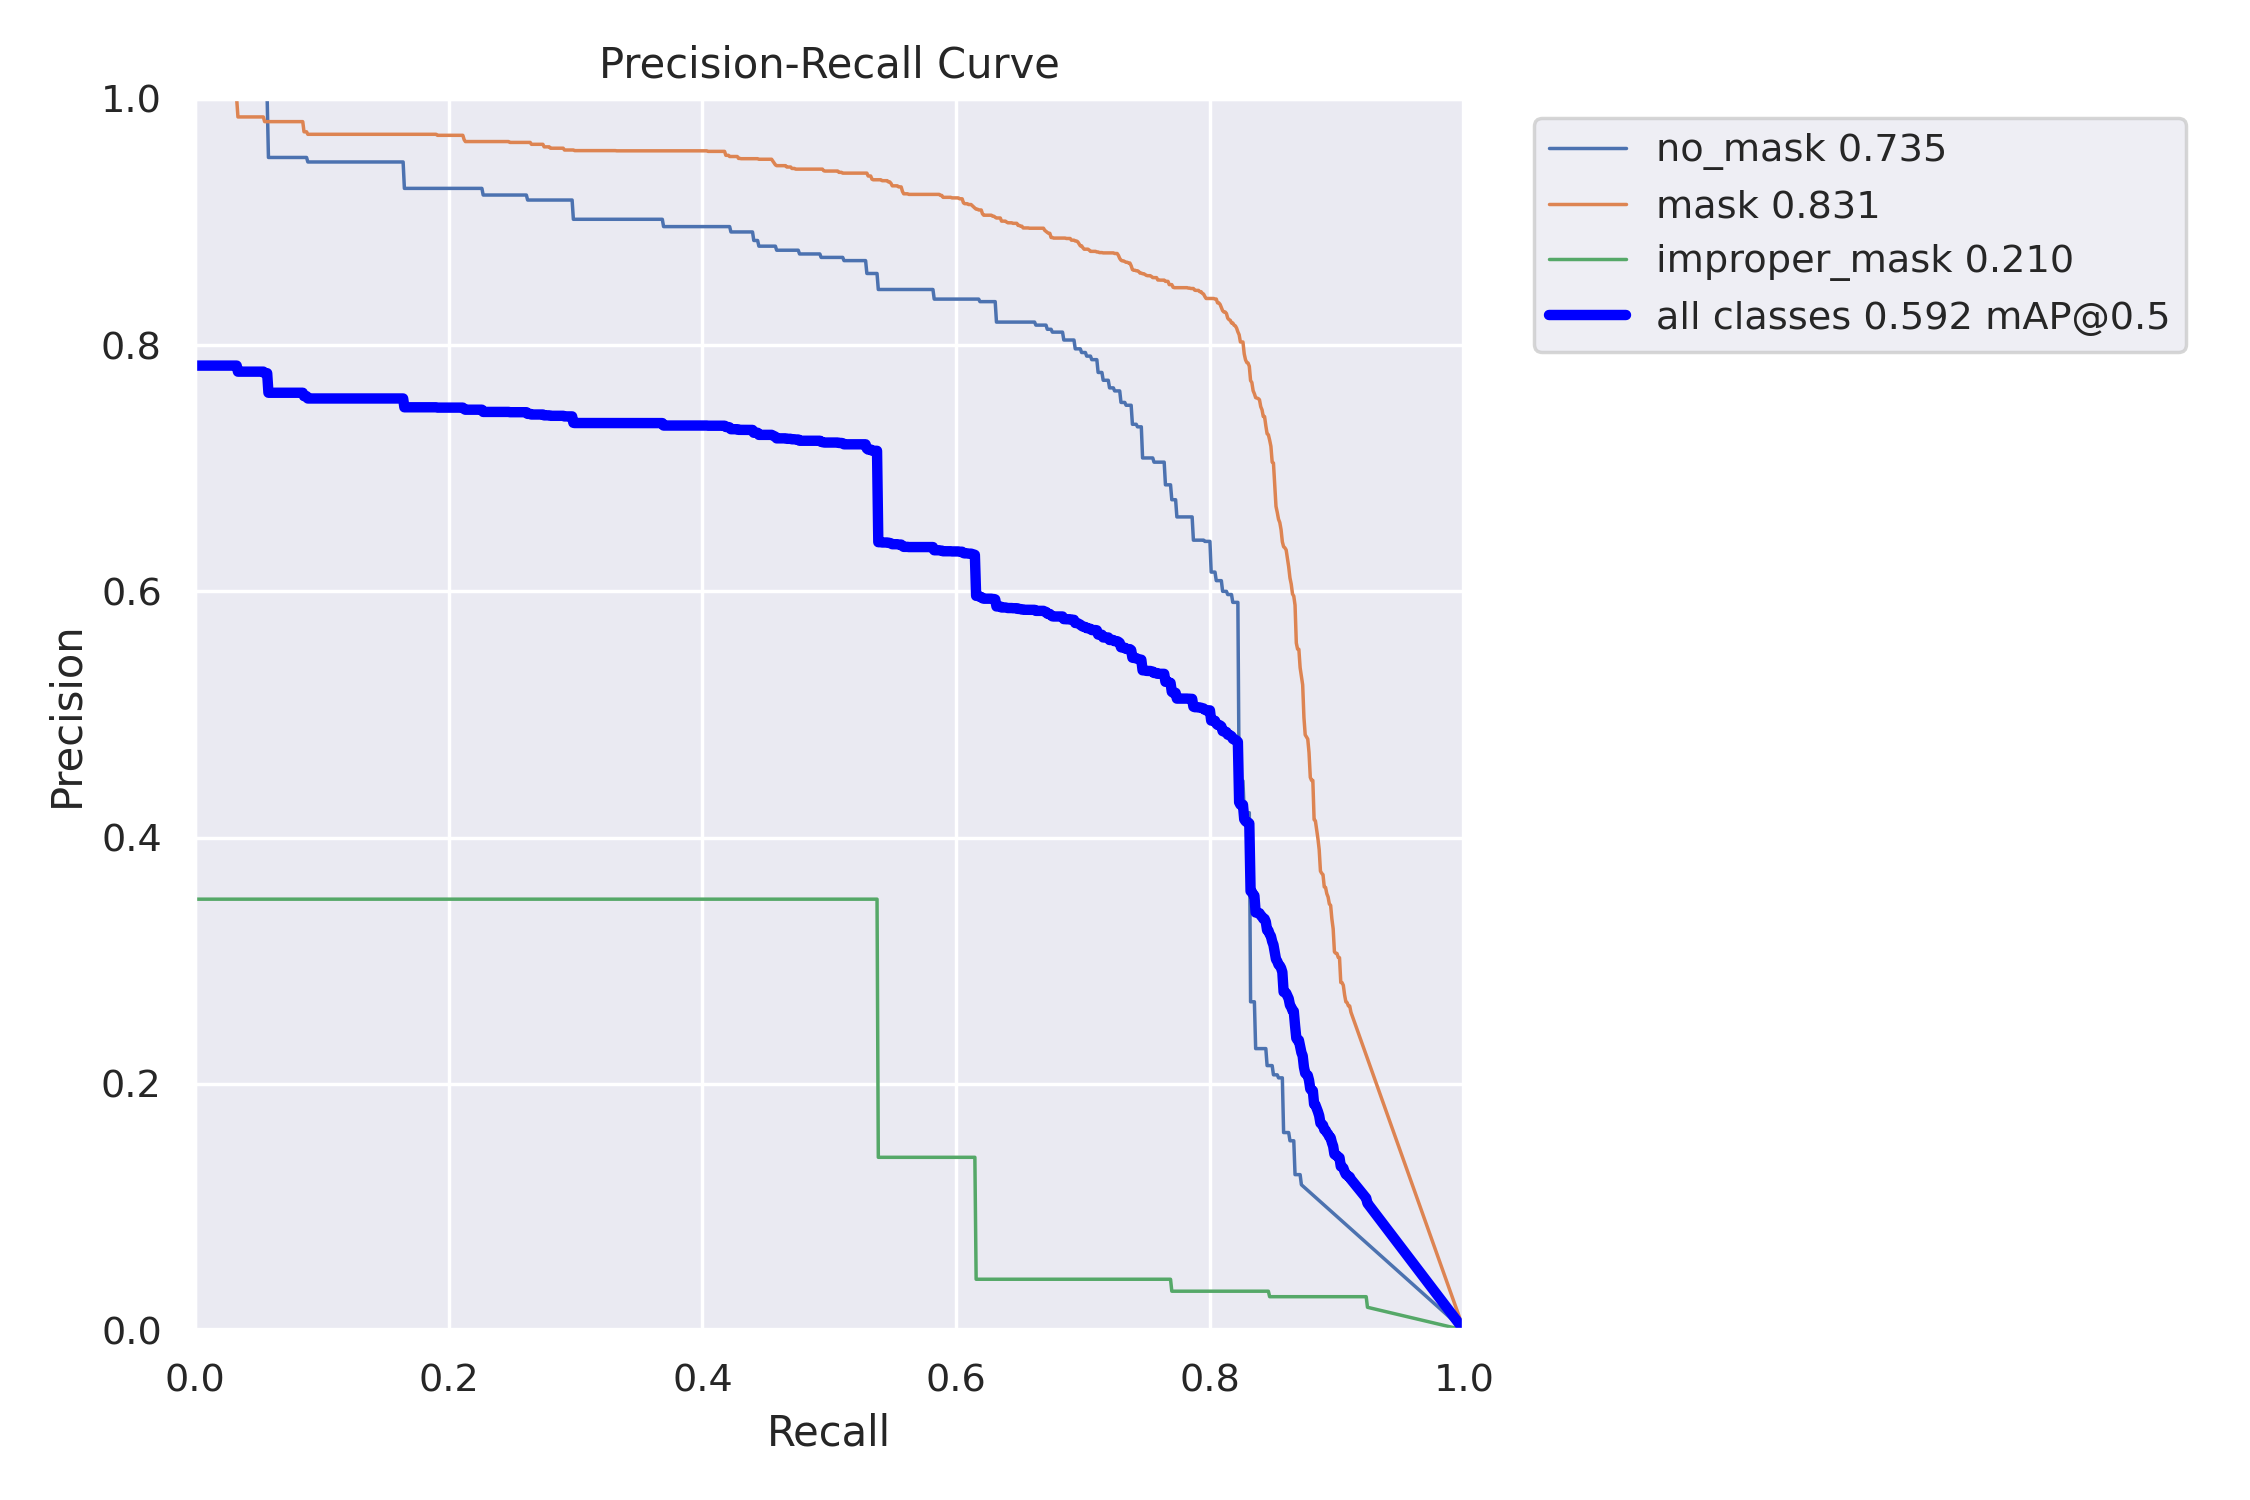 Precision-Recall Curve
1.0
0.8
0.6
0.4
0.2
0.0
Precision
0.0 0.2 0.4 0.6 0.8 1.0
Recall
no_mask 0.735
mask 0.831
improper_mask 0.210
all classes 0.592 mAP@0.5